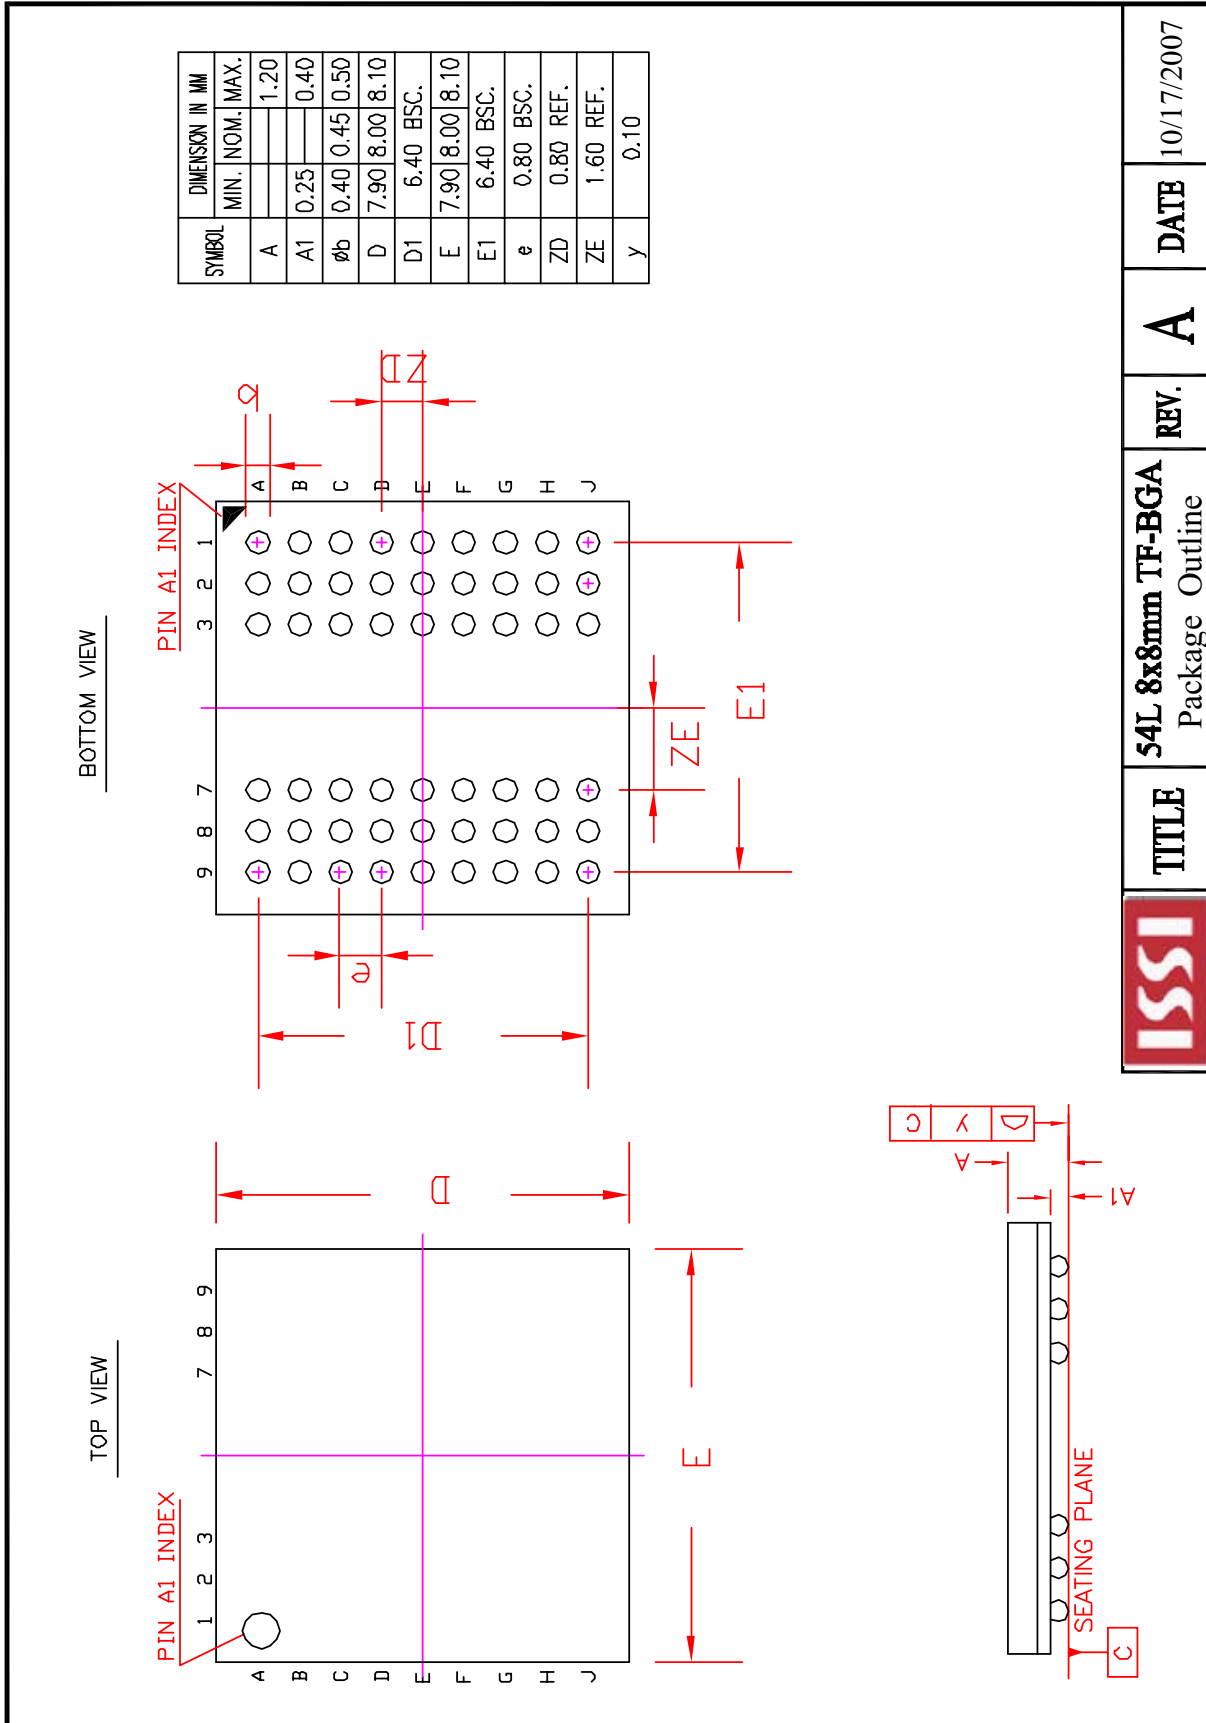 TOP VIEW
PIN A1 INDEX
1 2 3 7 8 9
A
B
C
D
E
F
G
H
J
D
E
BOTTOM VIEW
PIN A1 INDEX
9 8 7 3 2 1
A
B
C
D
E
F
G
H
J
b
ZD
e
D1
ZE
E1
SYMBOL DIMENSION IN MM
MIN. NOM. MAX.
A 1.20
A1 0.25 0.40
øb 0.40 0.45 0.50
D 7.90 8.00 8.10
D1 6.40 BSC.
E 7.90 8.00 8.10
E1 6.40 BSC.
e 0.80 BSC.
ZD 0.80 REF.
ZE 1.60 REF.
y 0.10
SEATING PLANE
C
A
A1
y C
ISSI
TITLE
54L 8x8mm TF-BGA
Package Outline
REV.
A
DATE
10/17/2007